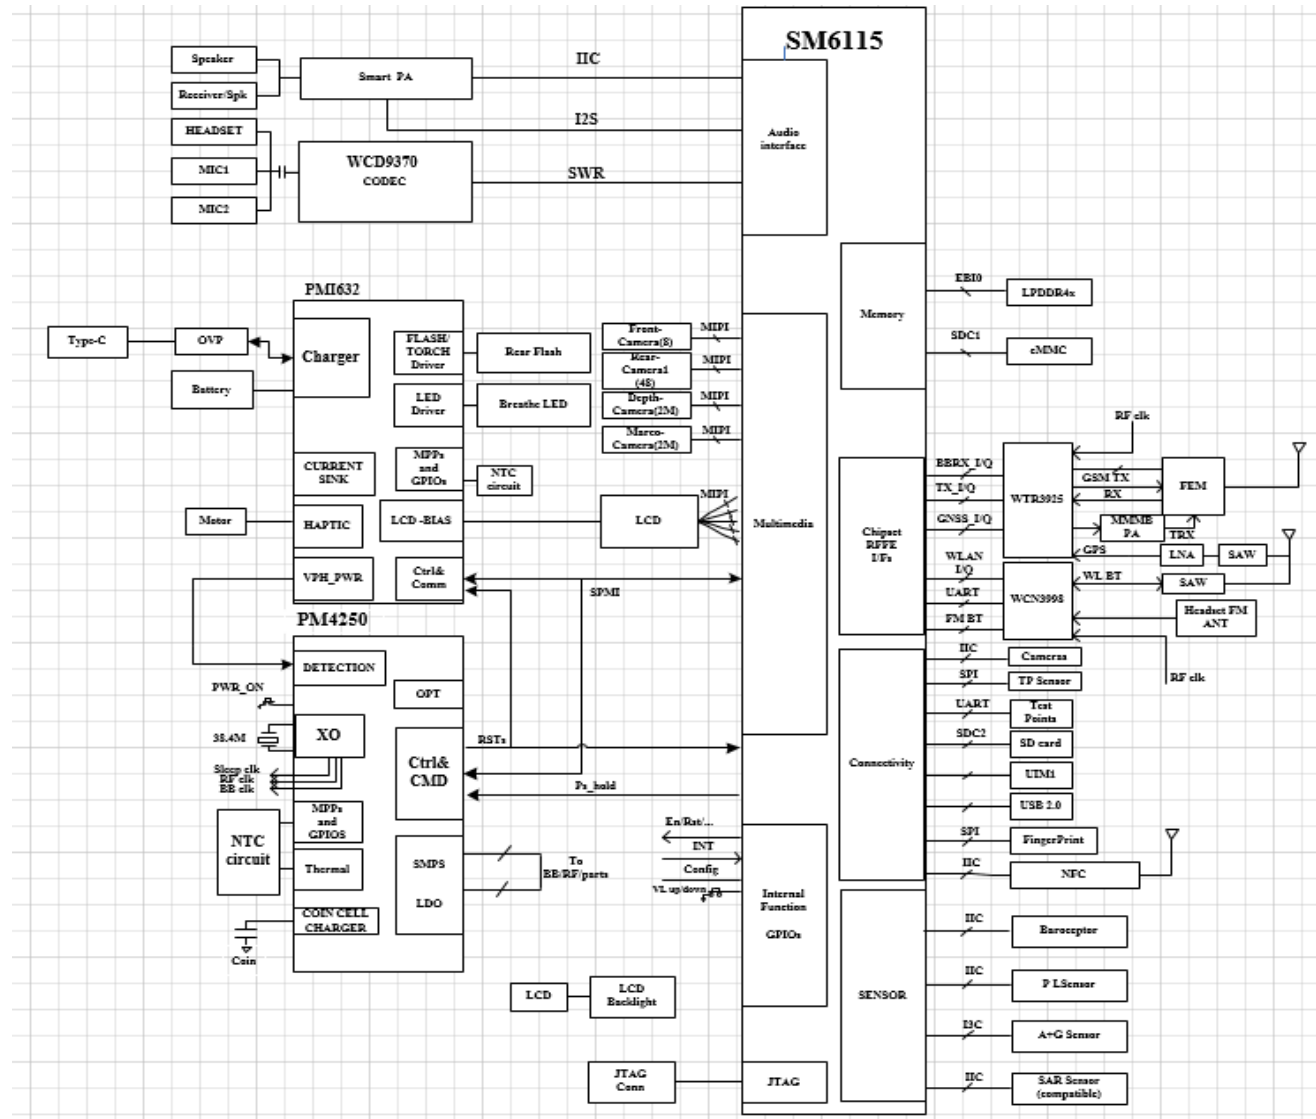 SM6115
Speaker
Receiver/Spk
Smart PA
IIC
I2S
HEADSET
MIC1
MIC2
WCD9370
CODEC
SWR
Audio
interface
PMI632
Type-C
OVP
Battery
Charger
FLASH/
TORCH
Driver
Rear Flash
LED
Driver
Breathe LED
CURRENT
SINK
MPPs
and
GPIOs
NTC
circuit
Motor
HAPTIC
LCD -BIAS
LCD
MIPI
VPH_PWR
Ctrl&
Comm
SPMI
Front-
Camera(8)
MIPI
Rear-
Camera1
(48)
MIPI
Depth-
Camera(2M)
MIPI
Marco-
Camera(2M)
MIPI
Multimedia
PM4250
DETECTION
PWR_ON
OPT
38.4M
XO
Sleep clk
RF clk
BB clk
Ctrl&
CMD
RSTs
Ps_hold
MPPs
and
GPIOS
NTC
circuit
Thermal
SMPS
LDO
To
BB/RF/parts
COIN CELL
CHARGER
Coin
En/Rst/...
INT
Config
VL up/down
Internal
Function
GPIOs
LCD
LCD
Backlight
JTAG
Conn
JTAG
Memory
EBI0
LPDDR4x
SDC1
eMMC
Chipset
RFFE
I/Fs
BBRX_I/Q
TX_I/Q
GNSS_I/Q
WLAN
I/Q
UART
FM BT
RF clk
WTR3925
GSM TX
RX
FEM
MMMB
PA
TRX
GPS
LNA
SAW
WCN3998
WL BT
SAW
Headset FM
ANT
RF clk
Connectivity
IIC
Cameras
SPI
TP Sensor
UART
Test
Points
SDC2
SD card
UIM1
USB 2.0
SPI
FingerPrint
IIC
NFC
SENSOR
IIC
Baroceptor
IIC
P LSensor
I3C
A+G Sensor
IIC
SAR Sensor
(compatible)